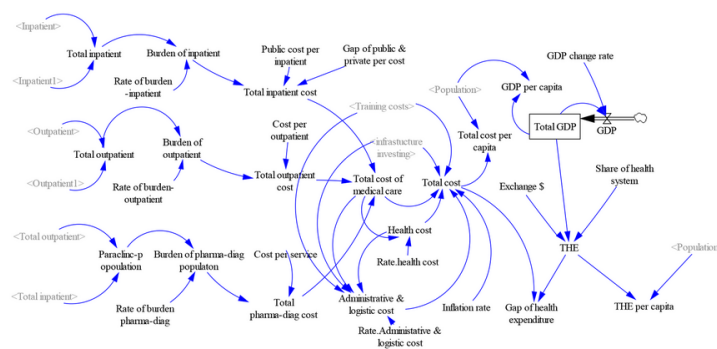 <Inpatient>
Total inpatient
<Inpatient1>
Burden of inpatient
Rate of burden
-inpatient
Public cost per
inpatient
Gap of public &
private per cost
Total inpatient cost
<Outpatient>
Total outpatient
<Outpatient1>
Burden of
outpatient
Rate of burden-
outpatient
Cost per
outpatient
Total outpatient
cost
<Total outpatient>
Paraclinc-p
opoulation
<Total inpatient>
Burden of pharma-diag
populaton
Rate of burden
pharma-diag
Cost per service
Total
pharma-diag cost
<Training costs>
<infrastucture
investing>
Total cost of
medical care
Total cost
Health cost
Rate.health cost
Administrative &
logistic cost
Rate.Administative &
logistic cost
Inflation rate
<Population>
GDP per capita
Total cost per
capita
GDP change rate
Total GDP
GDP
Exchange $
Share of health
system
THE
<Population
Gap of health
expenditure
THE per capita